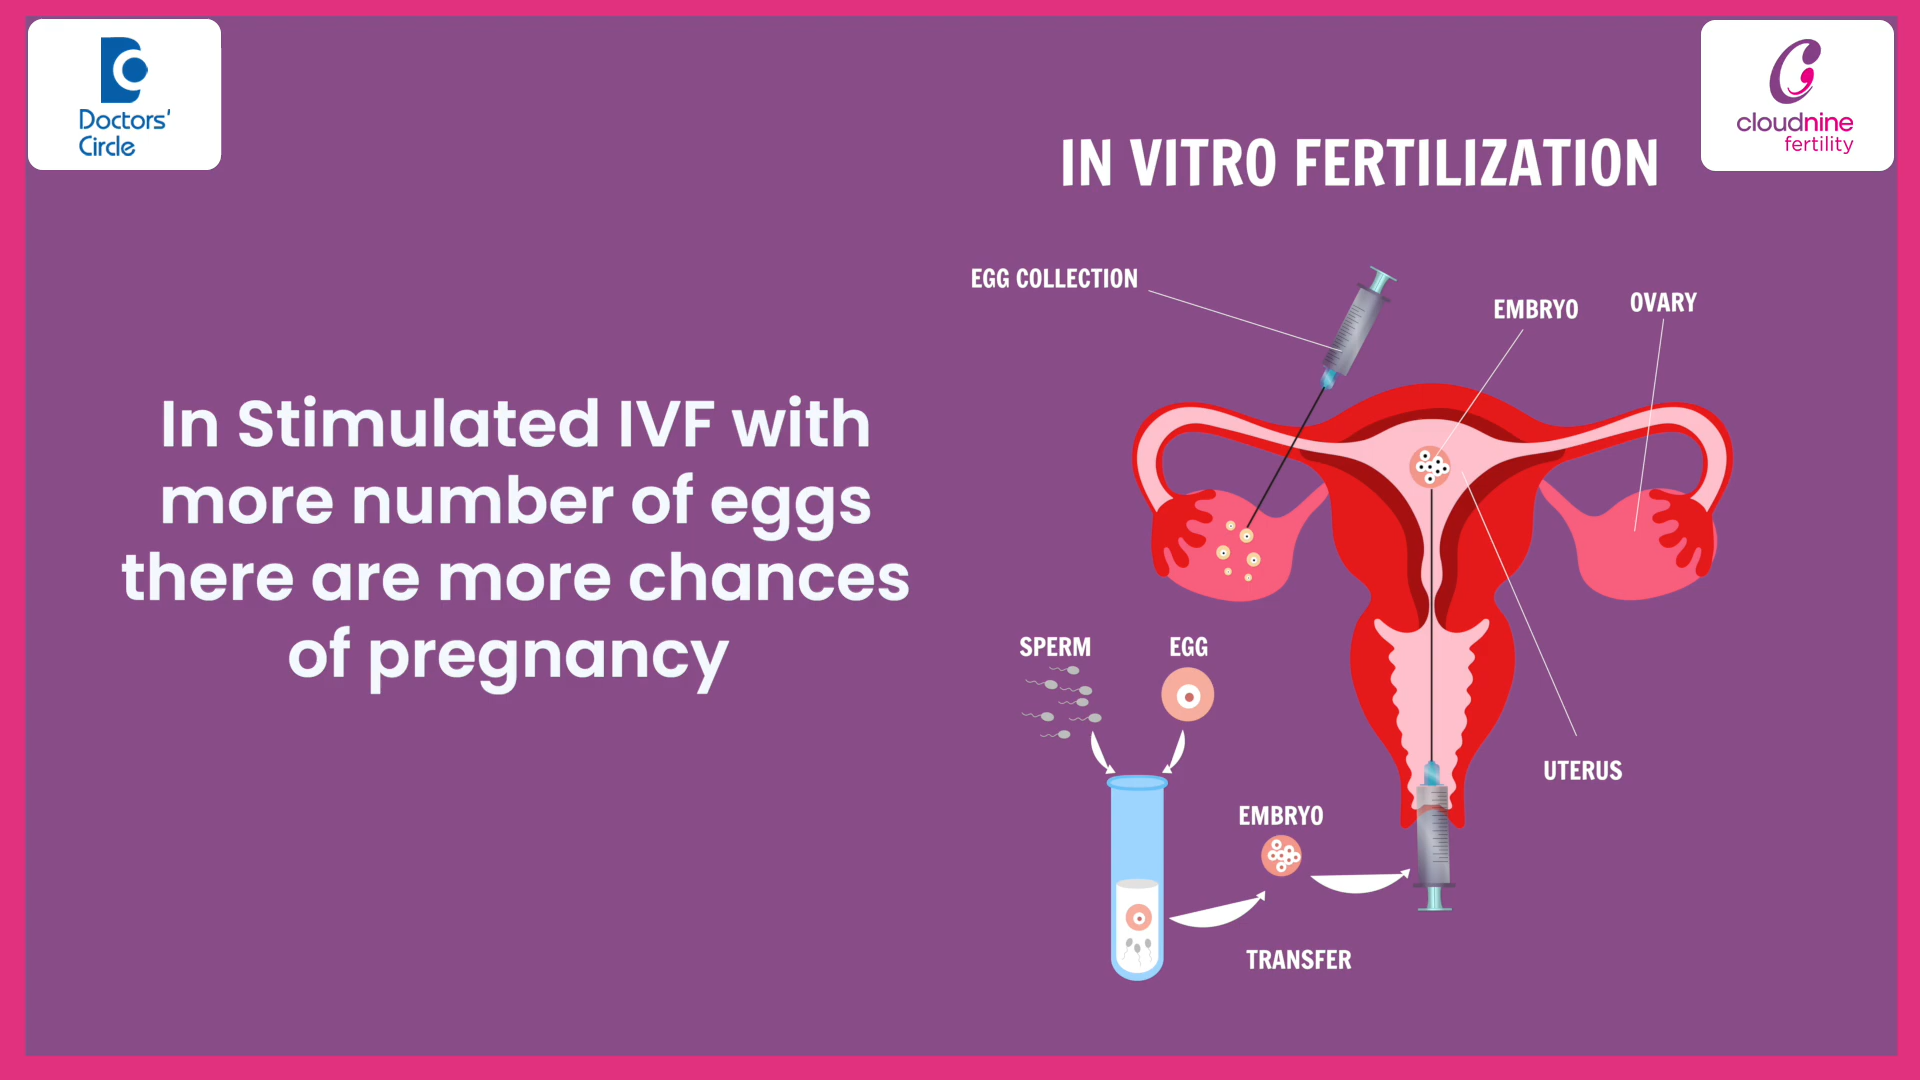 Doctors'
Circle
cloudnine
fertility
IN VITRO FERTILIZATION
EGG COLLECTION
EMBRYO
OVARY
In Stimulated IVF with
more number of eggs
there are more chances
of pregnancy
SPERM
EGG
UTERUS
EMBRYO
TRANSFER